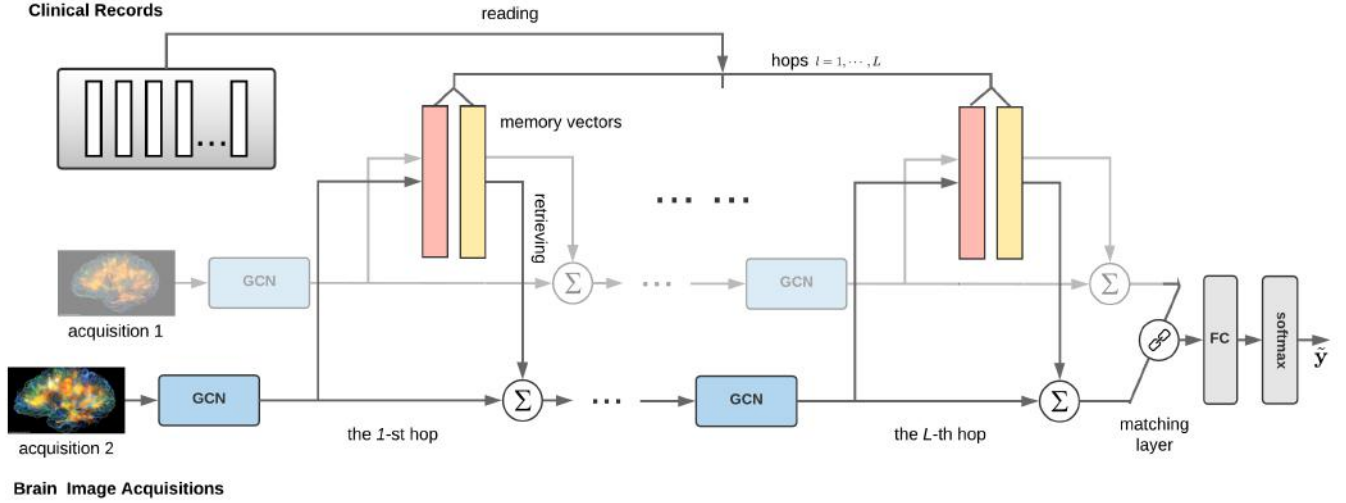 Clinical Records
reading
hops l = 1, ··· , L
memory vectors
retrieving
... ...
...
GCN
Σ
...
GCN
Σ
acquisition 1
GCN
Σ
...
GCN
Σ
FC
softmax
ỹ
acquisition 2
the 1-st hop
the L-th hop
matching
layer
Brain Image Acquisitions